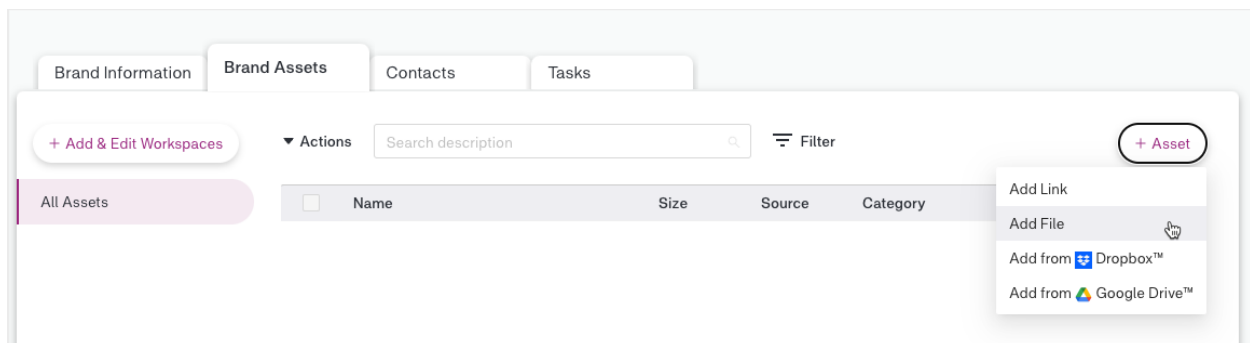 Brand Information
Brand Assets
Contacts
Tasks
+ Add & Edit Workspaces
Actions
Search description
Filter
+ Asset
All Assets
Name
Size
Source
Category
Add Link
Add File
Add from Dropbox™
Add from Google Drive™